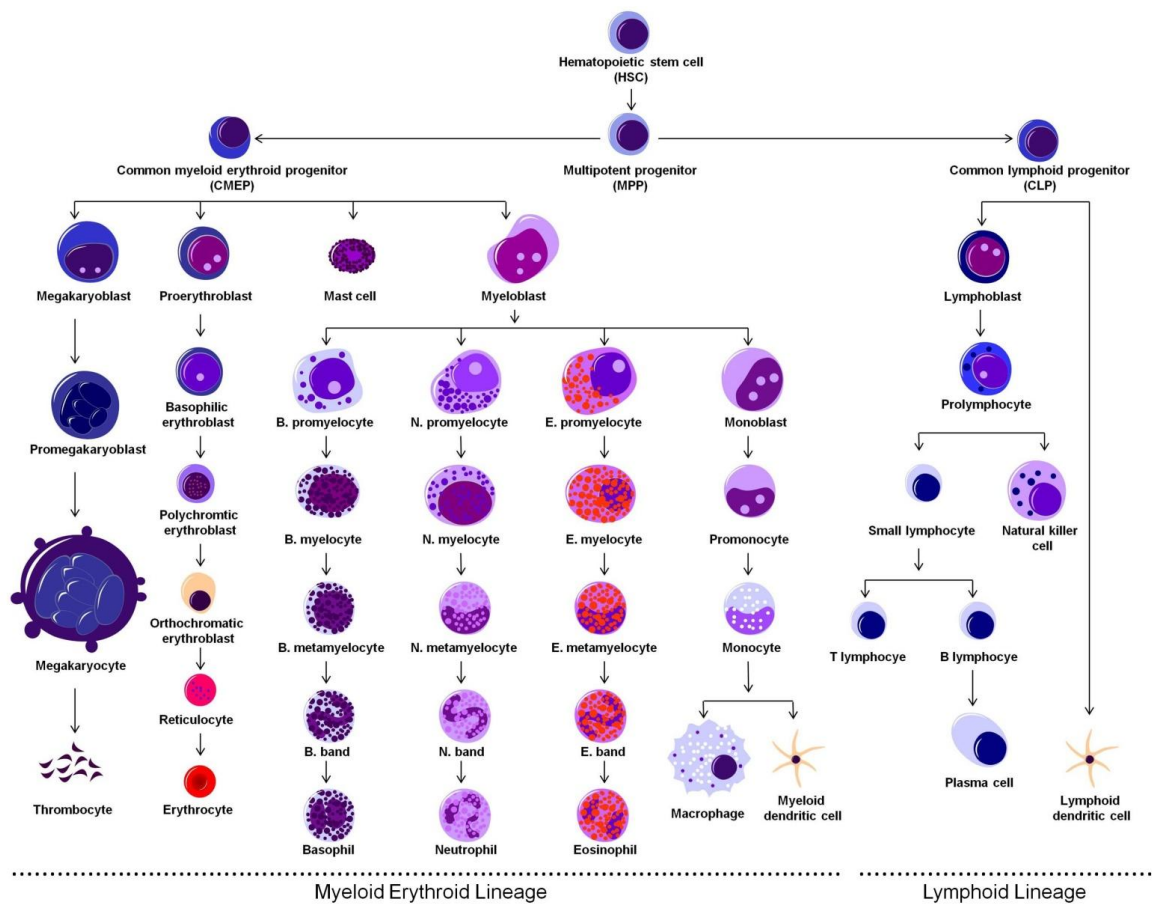 Hematopoietic stem cell
(HSC)
Common myeloid erythroid progenitor
(CMEP)
Multipotent progenitor
(MPP)
Common lymphoid progenitor
(CLP)
Megakaryoblast
Proerythroblast
Mast cell
Myeloblast
Lymphoblast
Promegakaryoblast
Basophilic
erythroblast
B. promyelocyte
N. promyelocyte
E. promyelocyte
Monoblast
Prolymphocyte
Polychromtic
erythroblast
B. myelocyte
N. myelocyte
E. myelocyte
Promonocyte
Small lymphocyte
Natural killer
cell
Megakaryocyte
Orthochromatic
erythroblast
B. metamyelocyte
N. metamyelocyte
E. metamyelocyte
Monocyte
T lymphocye
B lymphocye
Reticulocyte
B. band
N. band
E. band
Plasma cell
Thrombocyte
Erythrocyte
Macrophage
Myeloid
dendritic cell
Lymphoid
dendritic cell
Basophil
Neutrophil
Eosinophil
Myeloid Erythroid Lineage
Lymphoid Lineage